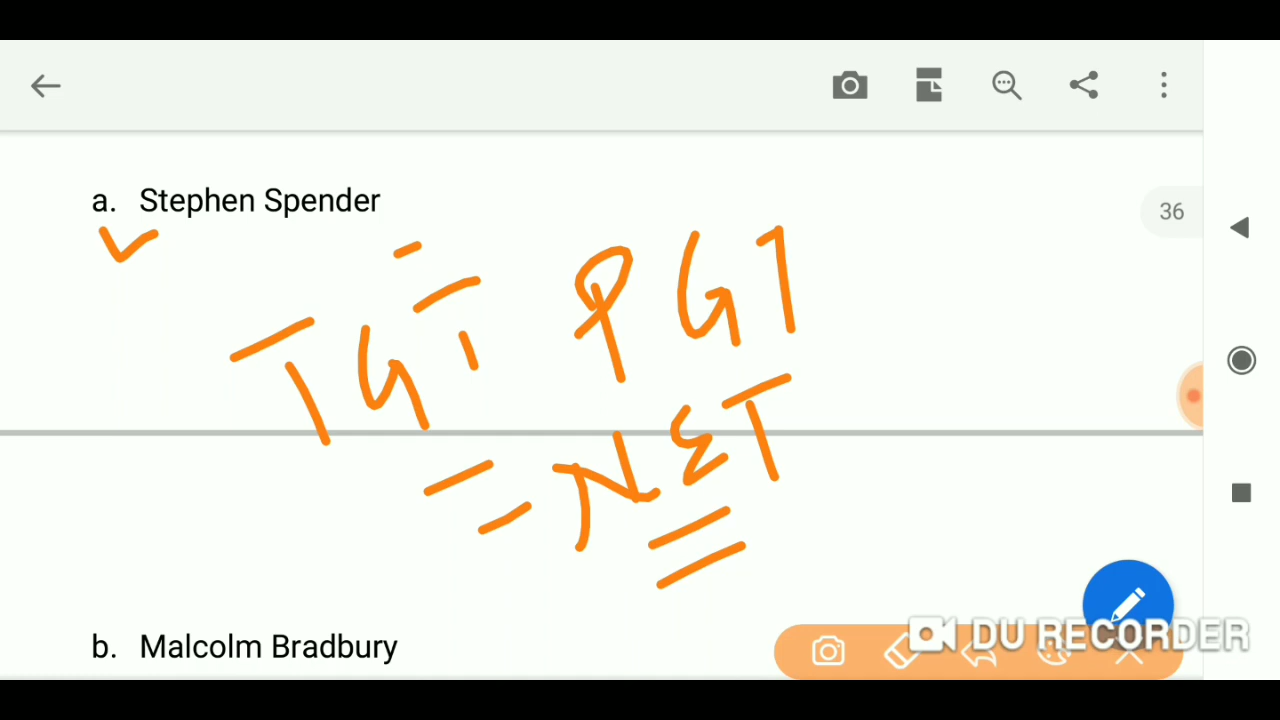 a. Stephen Spender
36
TGT PGT
NET
b. Malcolm Bradbury
DU RECORDER